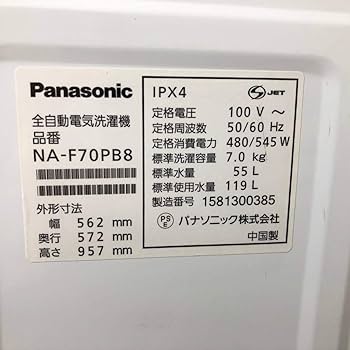 Panasonic
全自動電気洗濯機
品番
NA-F70PB8
外形寸法
幅 562 mm
奥行 572 mm
高さ 957 mm
IPX4
S JET
定格電圧 100 V ～
定格周波数 50/60 Hz
定格消費電力 480/545 W
標準洗濯容量 7.0 kg
標準水量 55 L
標準使用水量 119 L
製造番号 1581300385
PS E パナソニック株式会社
中国製